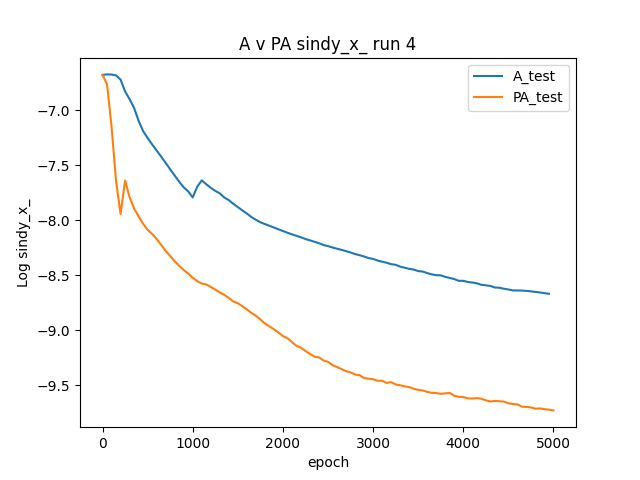 A v PA sindy_x_ run 4
A_test
PA_test
Log sindy_x_
−7.0
−7.5
−8.0
−8.5
−9.0
−9.5
0 1000 2000 3000 4000 5000
epoch